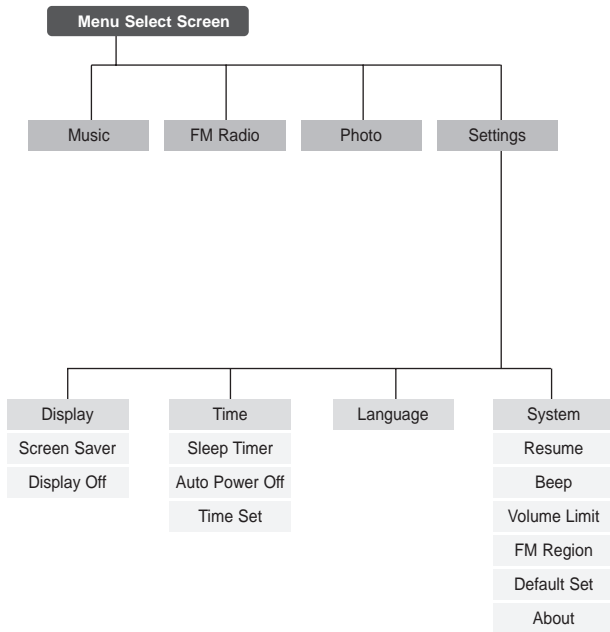 Menu Select Screen
Music
FM Radio
Photo
Settings
Display
Screen Saver
Display Off
Time
Sleep Timer
Auto Power Off
Time Set
Language
System
Resume
Beep
Volume Limit
FM Region
Default Set
About